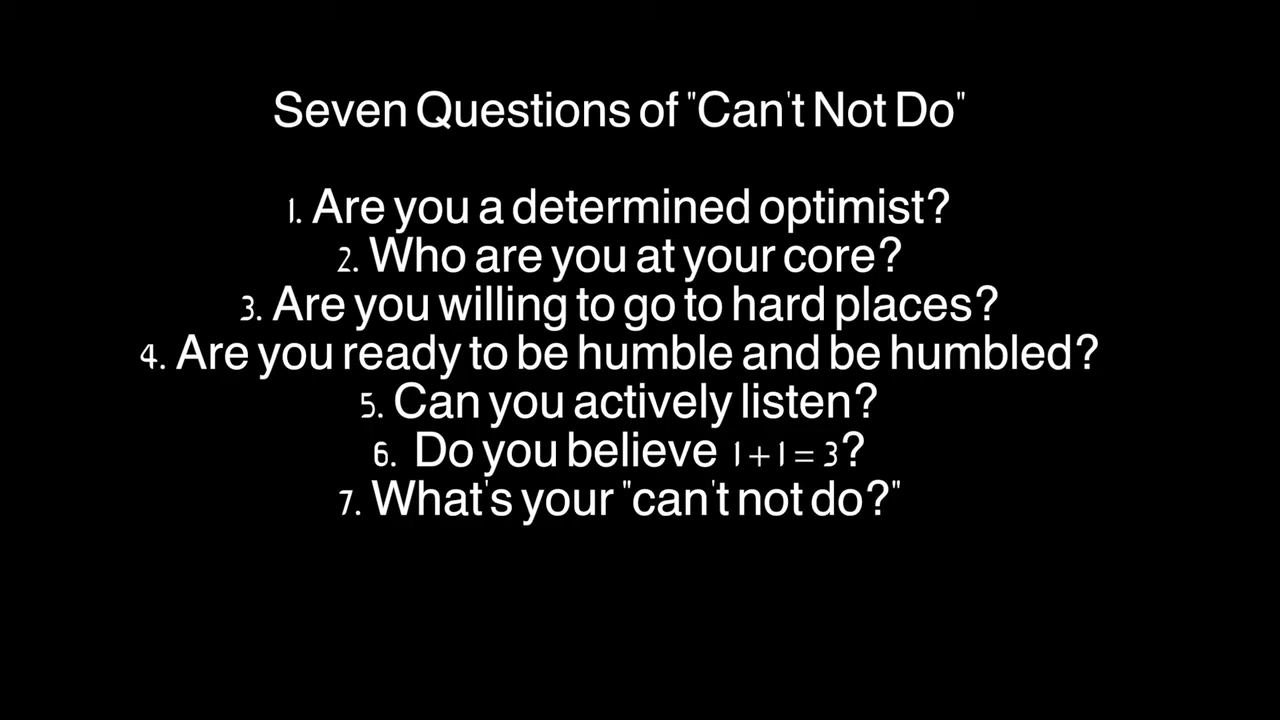 Seven Questions of "Can't Not Do"
1. Are you a determined optimist?
2. Who are you at your core?
3. Are you willing to go to hard places?
4. Are you ready to be humble and be humbled?
5. Can you actively listen?
6. Do you believe 1+1=3?
7. What's your "can't not do?"